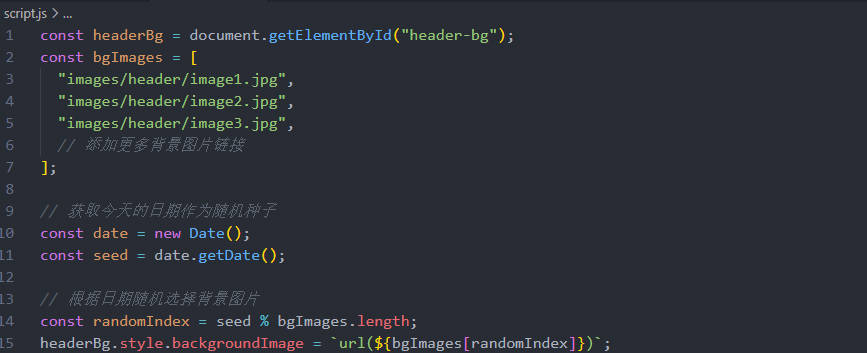 script.js > ...
1 const headerBg = document.getElementById("header-bg");
2 const bgImages = [
3   "images/header/image1.jpg",
4   "images/header/image2.jpg",
5   "images/header/image3.jpg",
6   // 添加更多背景图片链接
7 ];
8
9 // 获取今天的日期作为随机种子
10 const date = new Date();
11 const seed = date.getDate();
12
13 // 根据日期随机选择背景图片
14 const randomIndex = seed % bgImages.length;
15 headerBg.style.backgroundImage = `url(${bgImages[randomIndex]})`;